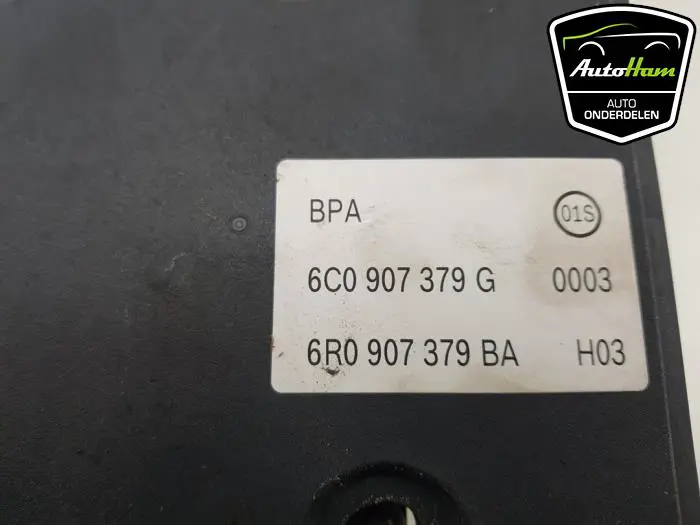 AutoHam
AUTO
ONDERDELEN
BPA 01S
6C0 907 379 G 0003
6R0 907 379 BA H03